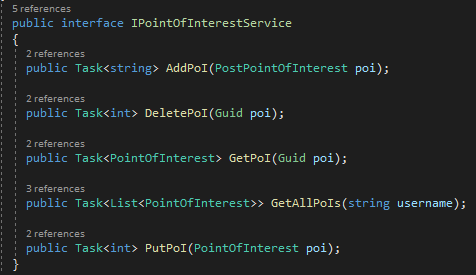 5 references
public interface IPointOfInterestService
{
2 references
public Task<string> AddPoI(PostPointOfInterest poi);
2 references
public Task<int> DeletePoI(Guid poi);
2 references
public Task<PointOfInterest> GetPoI(Guid poi);
3 references
public Task<List<PointOfInterest>> GetAllPoIs(string username);
2 references
public Task<int> PutPoI(PointOfInterest poi);
}